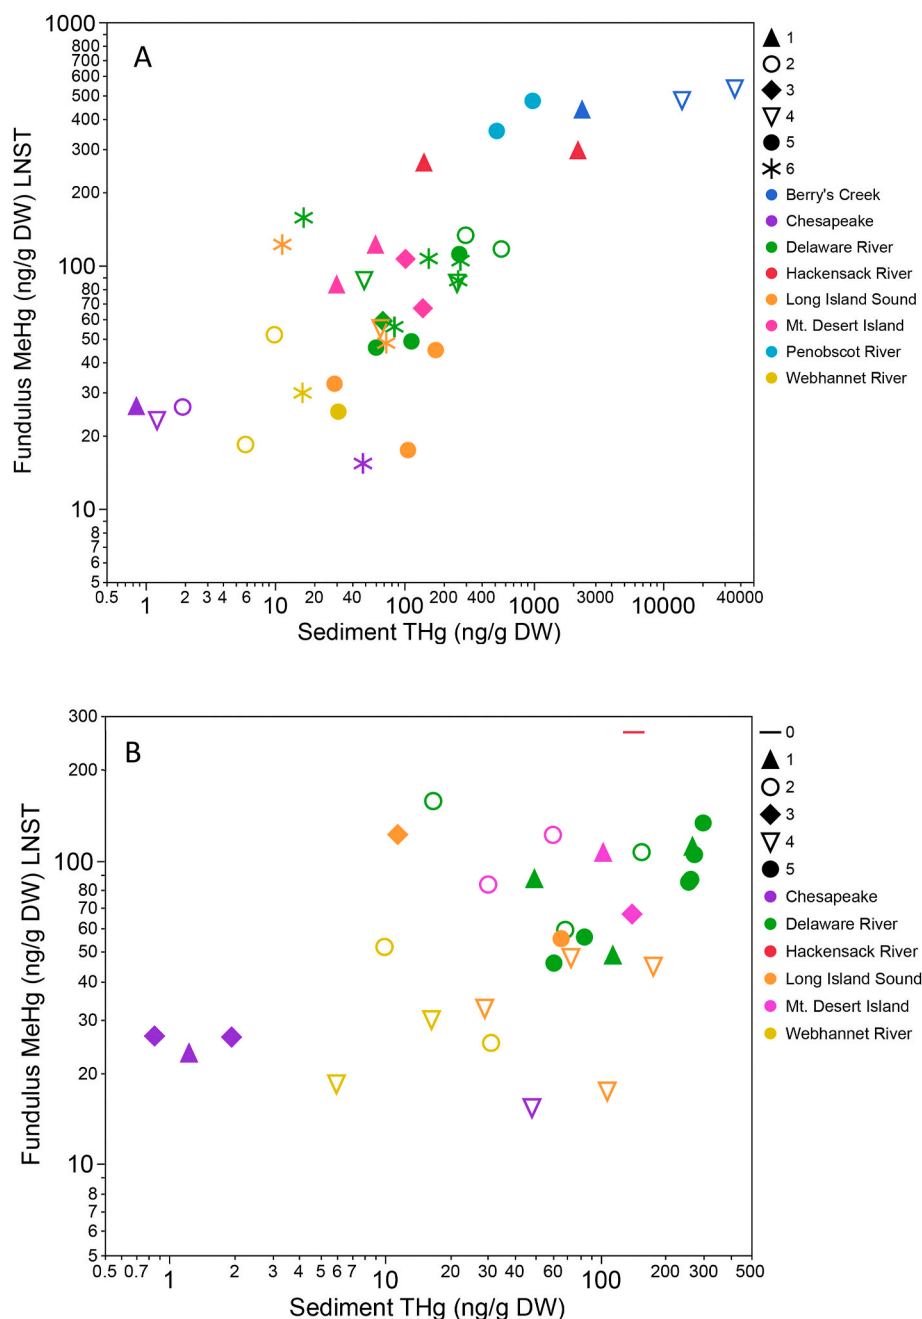 A
1000
800
700
600
500
400
300
200
100
80
70
60
50
40
30
20
10
8
7
6
5
Fundulus MeHg (ng/g DW) LNST
0.5 1 2 3 4 6 10 20 40 100 200 400 1000 3000 10000 40000
Sediment THg (ng/g DW)
1
2
3
4
5
6
Berry's Creek
Chesapeake
Delaware River
Hackensack River
Long Island Sound
Mt. Desert Island
Penobscot River
Webhannet River
B
300
200
100
80
70
60
50
40
30
20
10
8
7
6
5
Fundulus MeHg (ng/g DW) LNST
0.5 0.7 1 2 3 4 5 6 7 10 20 30 40 60 100 200 300 500
Sediment THg (ng/g DW)
0
1
2
3
4
5
Chesapeake
Delaware River
Hackensack River
Long Island Sound
Mt. Desert Island
Webhannet River